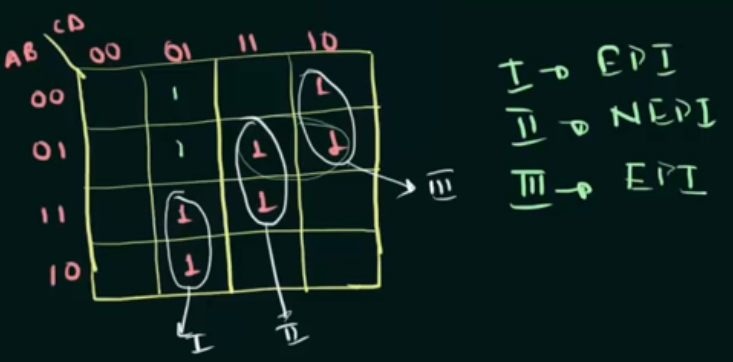 CD
AB
00 01 11 10
00 1 1
01 1 1 1
11 1 1
10 1
III
I
II
I → EPI
II → NEPI
III → EPI